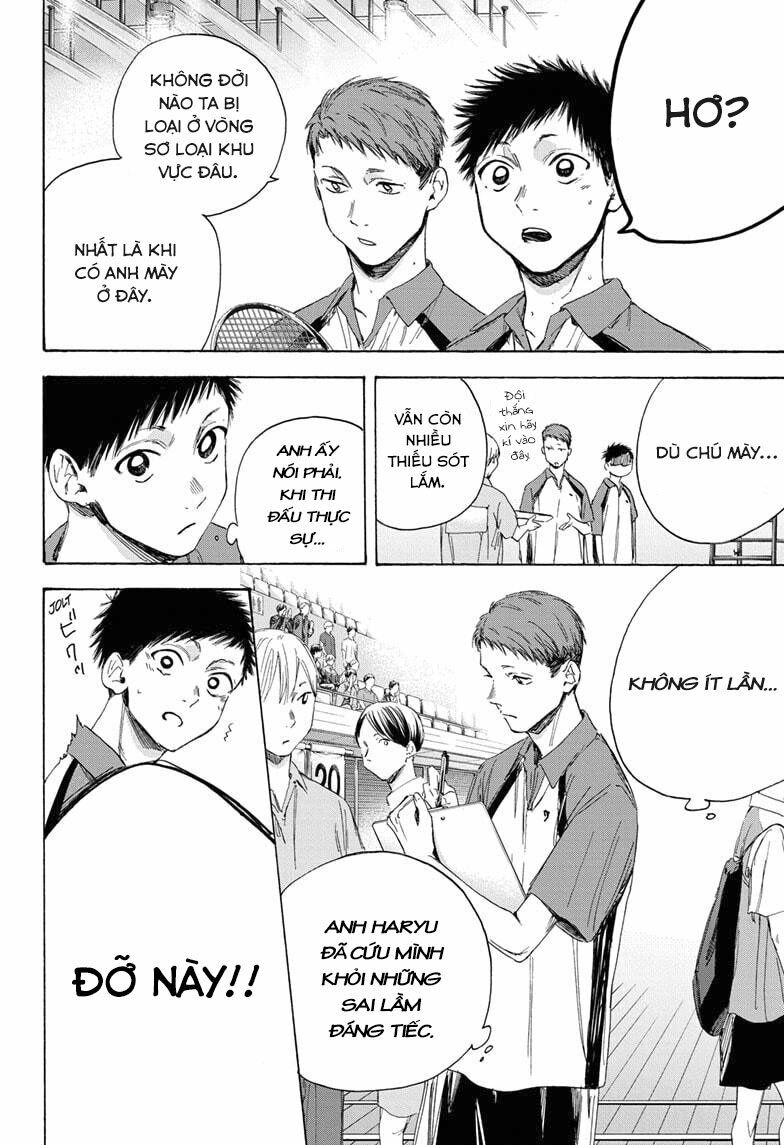 HƠ?
KHÔNG ĐỜI
NÀO TA BỊ
LOẠI Ở VÒNG
SƠ LOẠI KHU
VỰC ĐÂU.
NHẤT LÀ KHI
CÓ ANH MÀY
Ở ĐÂY.
DÙ CHÚ MÀY...
Đội
thắng
xin hãy
kí vào
đây
VẪN CÒN
NHIỀU
THIẾU SÓT
LẮM.
ANH ẤY
NÓI PHẢI,
KHI THI
ĐẤU THỰC
SỰ...
KHÔNG ÍT LẦN...
20
ANH HARYU
ĐÃ CỨU MÌNH
KHỎI NHỮNG
SAI LẦM
ĐÁNG TIẾC.
JOLT
ビクッ
ĐỠ NÀY!!